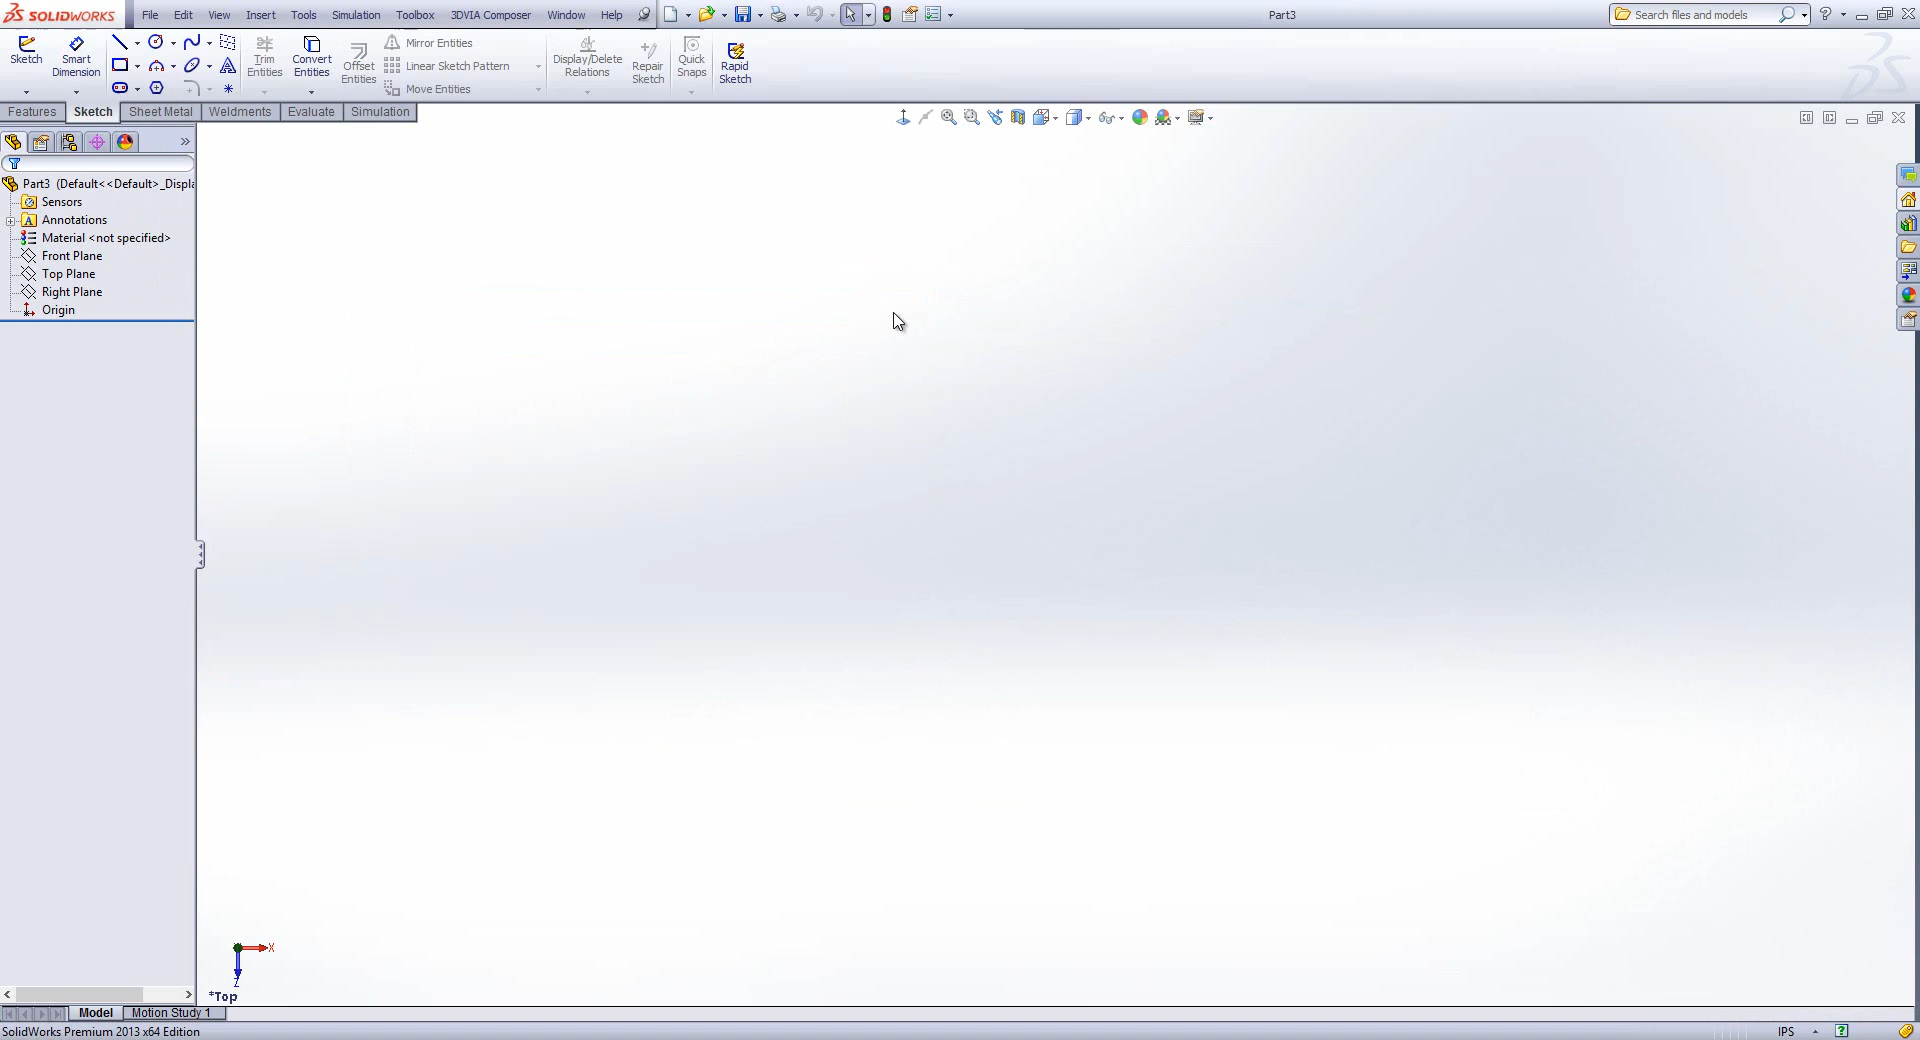 SOLIDWORKS File Edit View Insert Tools Simulation Toolbox 3DVIA Composer Window Help Part3 Search files and models
Sketch Smart Dimension Trim Entities Convert Entities Offset Entities Mirror Entities Linear Sketch Pattern Move Entities Display/Delete Relations Repair Sketch Quick Snaps Rapid Sketch
Features Sketch Sheet Metal Weldments Evaluate Simulation
Part3 (Default<<Default>_Displa
Sensors
Annotations
Material <not specified>
Front Plane
Top Plane
Right Plane
Origin
X
Z
*Top
Model Motion Study 1
SolidWorks Premium 2013 x64 Edition IPS